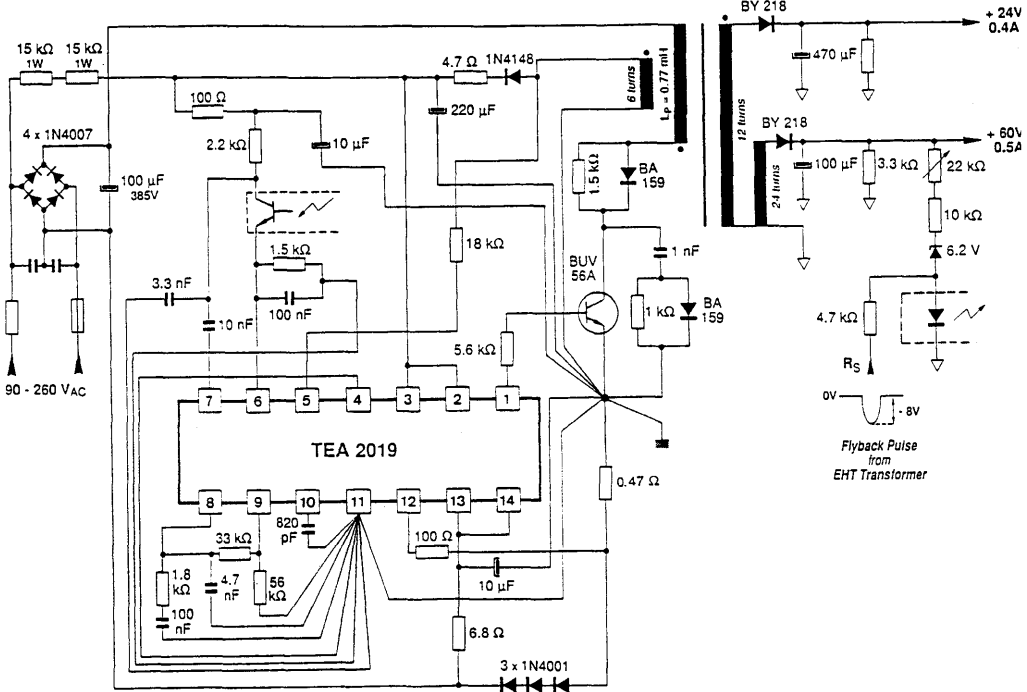 BY 218
+ 24V
0.4A
15 kΩ
1W
15 kΩ
1W
4.7 Ω
1N4148
6 turns
Lp = 0.77 mH
12 turns
470 µF
100 Ω
220 µF
4 x 1N4007
2.2 kΩ
10 µF
BY 218
+ 60V
0.5A
100 µF
385V
1.5 kΩ
BA
159
24 turns
100 µF
3.3 kΩ
22 kΩ
10 kΩ
18 kΩ
1.5 kΩ
1 nF
6.2 V
BUV
56A
3.3 nF
100 nF
10 nF
1 kΩ
BA
159
4.7 kΩ
5.6 kΩ
RS
90 - 260 VAC
7
6
5
4
3
2
1
0V
- 8V
TEA 2019
Flyback Pulse
from
EHT Transformer
0.47 Ω
8
9
10
11
12
13
14
820
pF
33 kΩ
100 Ω
1.8
kΩ
4.7
nF
56
kΩ
10 µF
100
nF
6.8 Ω
3 x 1N4001